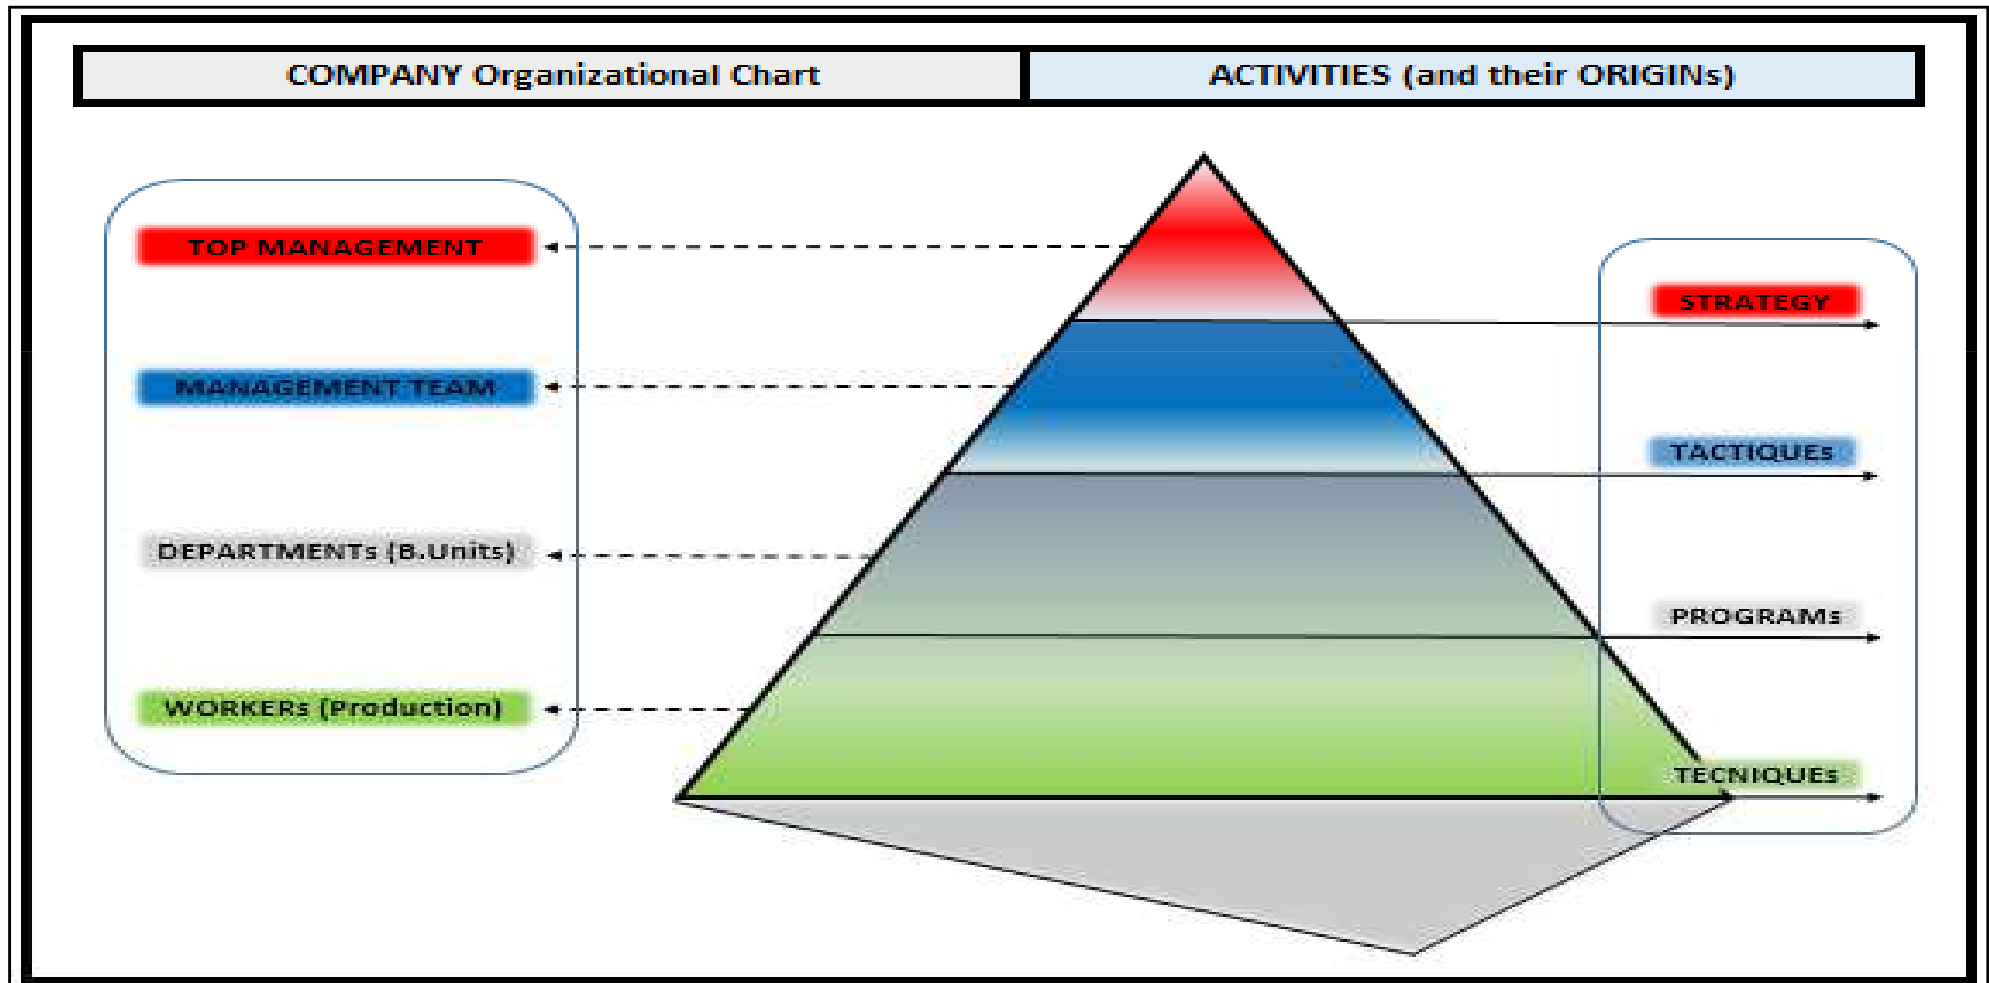 COMPANY Organizational Chart
ACTIVITIES (and their ORIGINs)
TOP MANAGEMENT
STRATEGY
MANAGEMENT TEAM
TACTIQUEs
DEPARTMENTs (B.Units)
PROGRAMs
WORKERs (Production)
TECNIQUEs